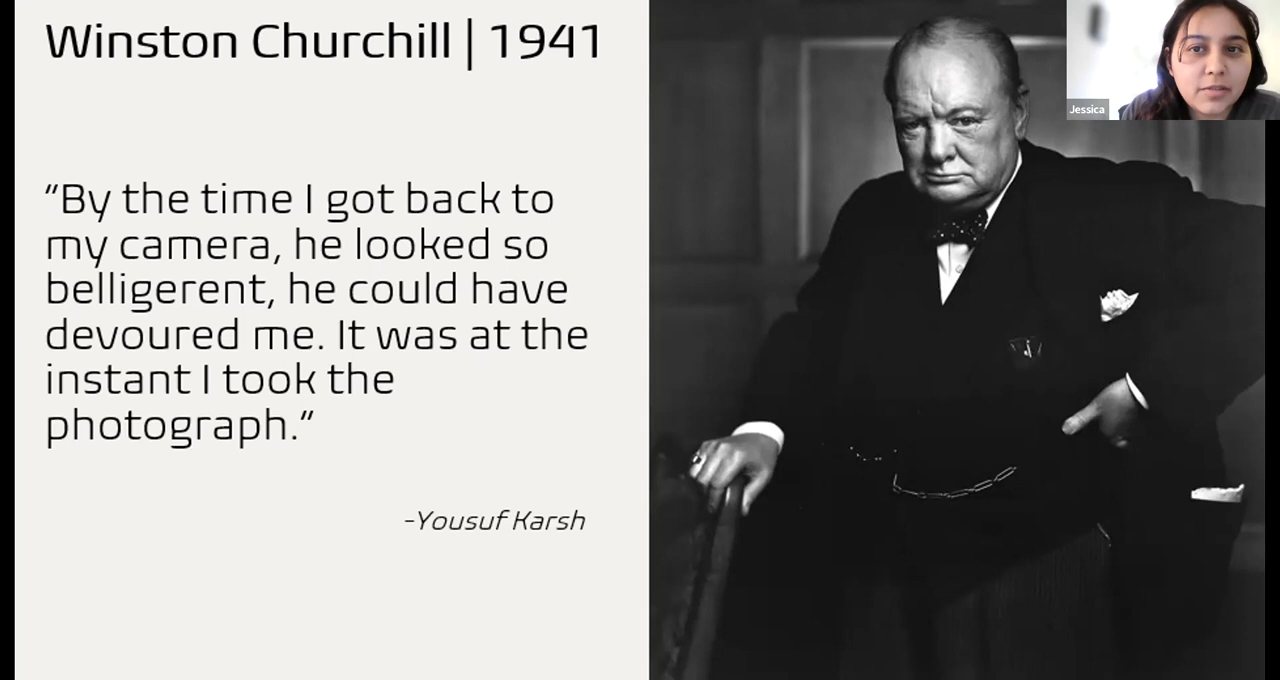 Winston Churchill | 1941
Jessica
“By the time I got back to
my camera, he looked so
belligerent, he could have
devoured me. It was at the
instant I took the
photograph.”
-Yousuf Karsh